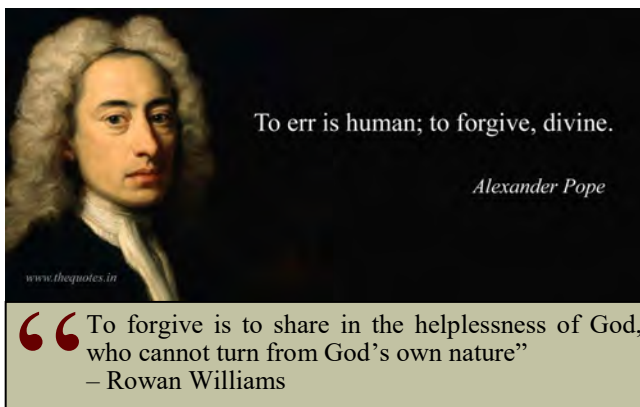 To err is human; to forgive, divine.
Alexander Pope
www.thequotes.in
“ To forgive is to share in the helplessness of God,
who cannot turn from God’s own nature”
– Rowan Williams